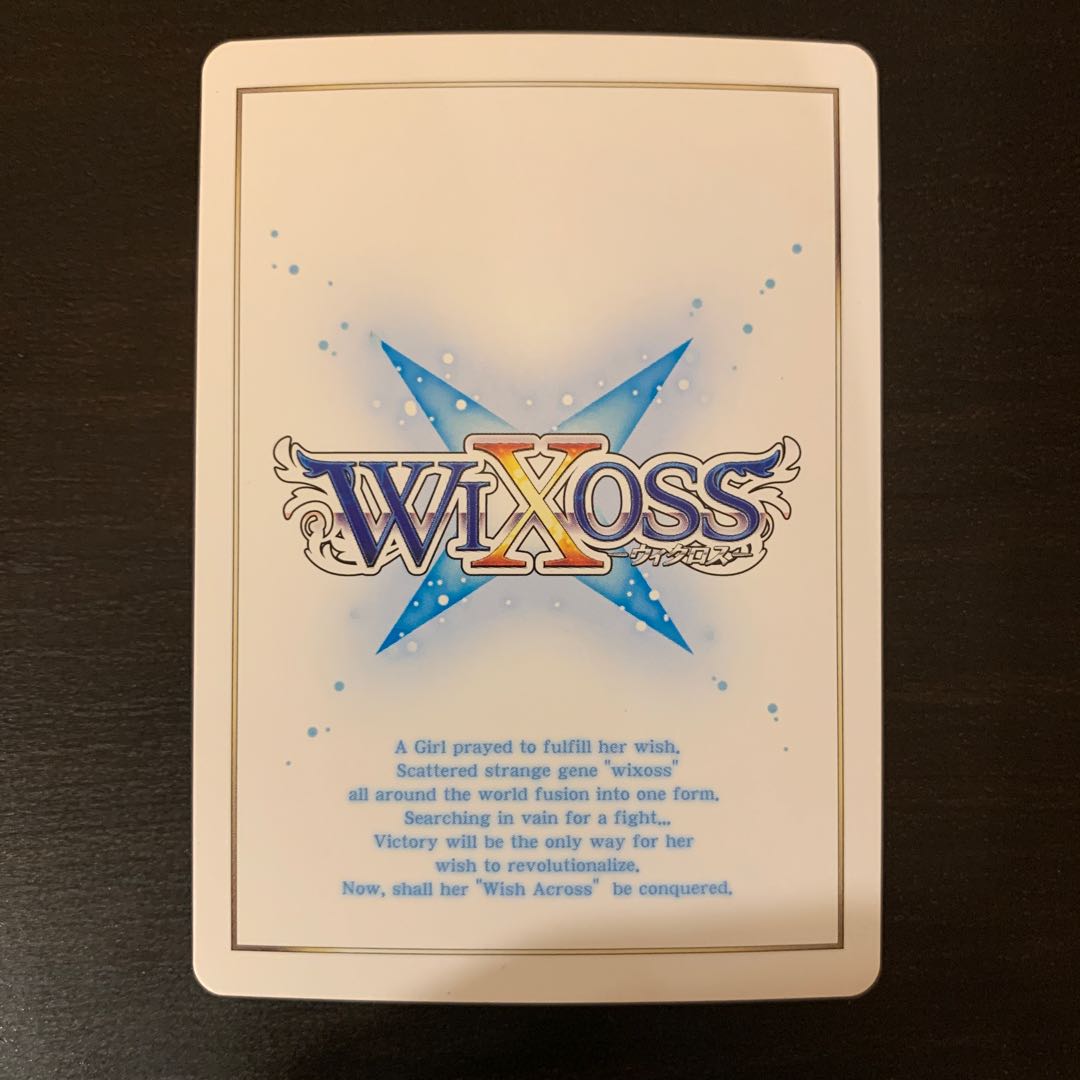 WIXOSS
-ウィクロス-
A Girl prayed to fulfill her wish.
Scattered strange gene "wixoss"
all around the world fusion into one form.
Searching in vain for a fight...
Victory will be the only way for her
wish to revolutionalize.
Now, shall her "Wish Across" be conquered.